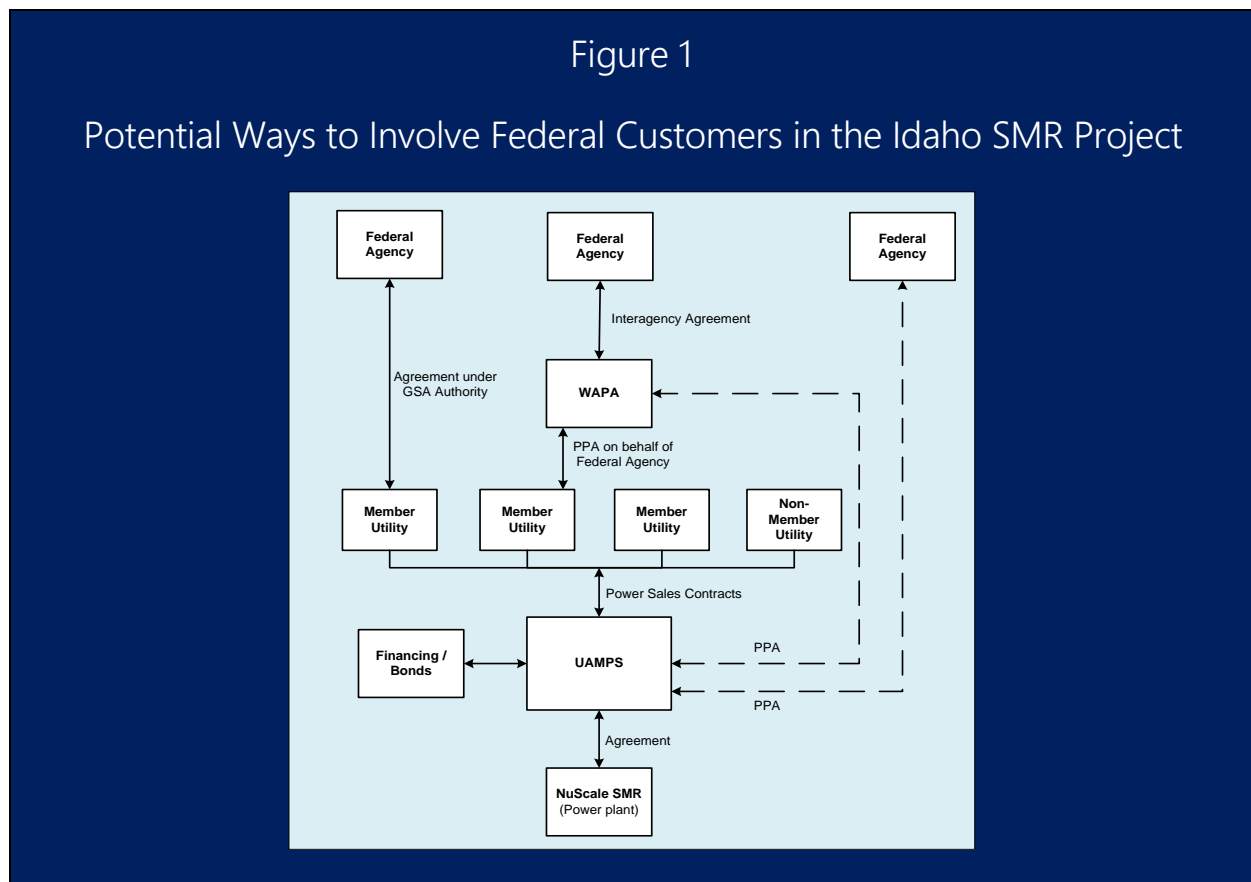 Figure 1
Potential Ways to Involve Federal Customers in the Idaho SMR Project
Federal
Agency
Federal
Agency
Federal
Agency
Interagency Agreement
Agreement under
GSA Authority
WAPA
PPA on behalf of
Federal Agency
Member
Utility
Member
Utility
Member
Utility
Non-
Member
Utility
Power Sales Contracts
Financing /
Bonds
UAMPS
PPA
PPA
Agreement
NuScale SMR
(Power plant)